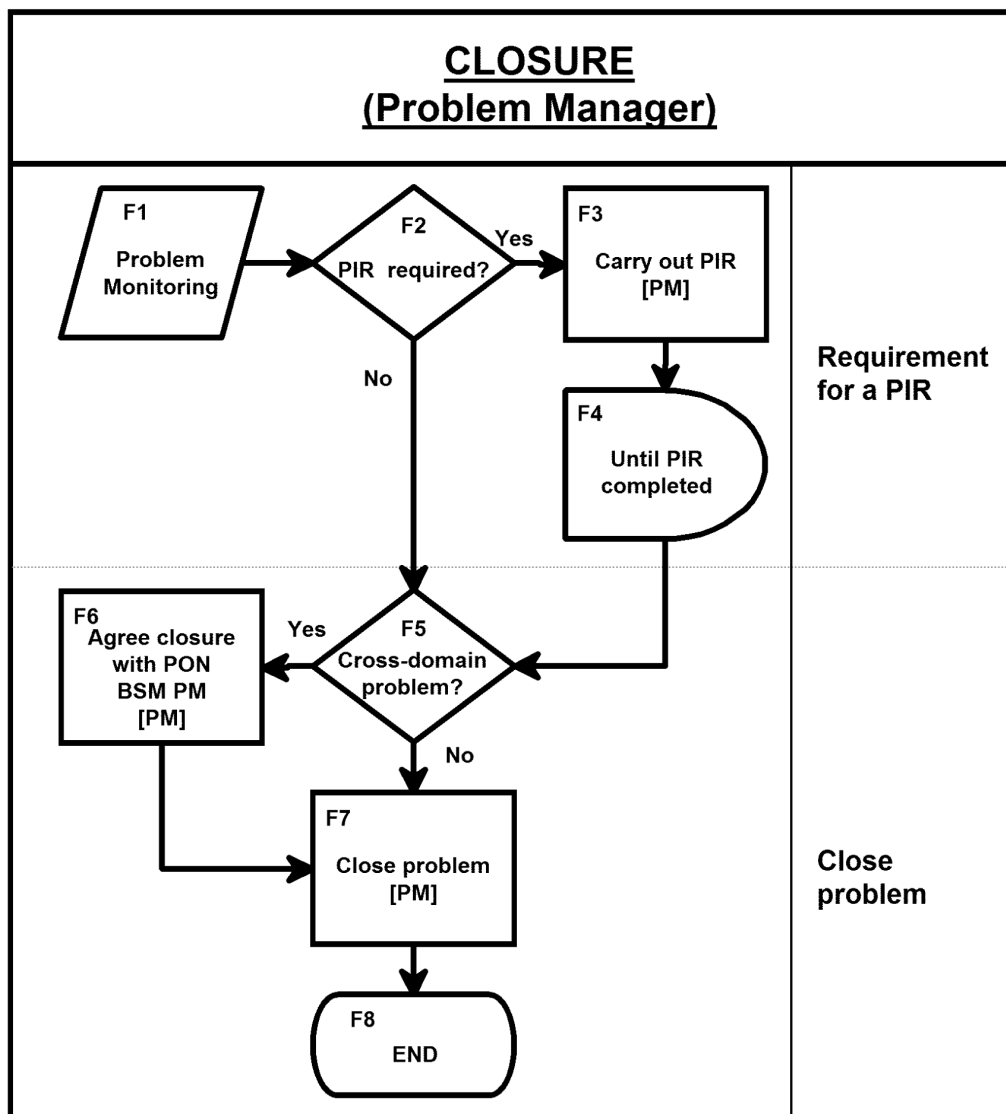 CLOSURE
(Problem Manager)
F1
Problem
Monitoring
F2
PIR required?
Yes
No
F3
Carry out PIR
[PM]
F4
Until PIR
completed
Requirement
for a PIR
F5
Cross-domain
problem?
Yes
No
F6
Agree closure
with PON
BSM PM
[PM]
F7
Close problem
[PM]
F8
END
Close
problem